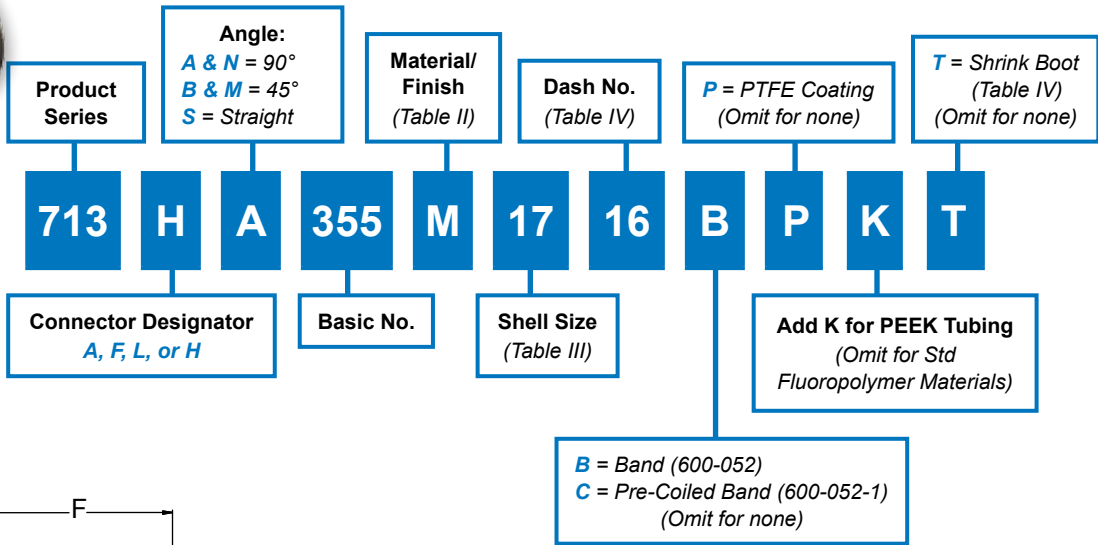 Product
Series
Angle:
A & N = 90°
B & M = 45°
S = Straight
Material/
Finish
(Table II)
Dash No.
(Table IV)
P = PTFE Coating
(Omit for none)
T = Shrink Boot
(Table IV)
(Omit for none)
713 H A 355 M 17 16 B P K T
Connector Designator
A, F, L, or H
Basic No.
Shell Size
(Table III)
Add K for PEEK Tubing
(Omit for Std
Fluoropolymer Materials)
B = Band (600-052)
C = Pre-Coiled Band (600-052-1)
(Omit for none)
F